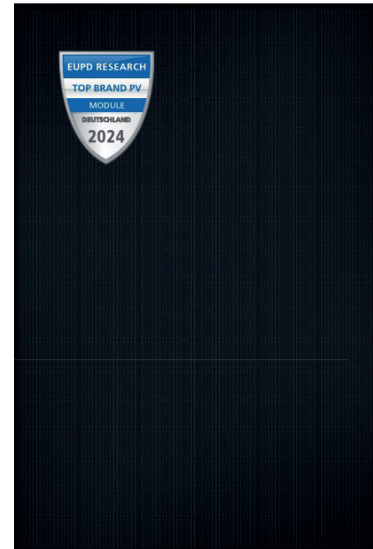 EUPD RESEARCH
TOP BRAND PV
MODULE
DEUTSCHLAND
2024